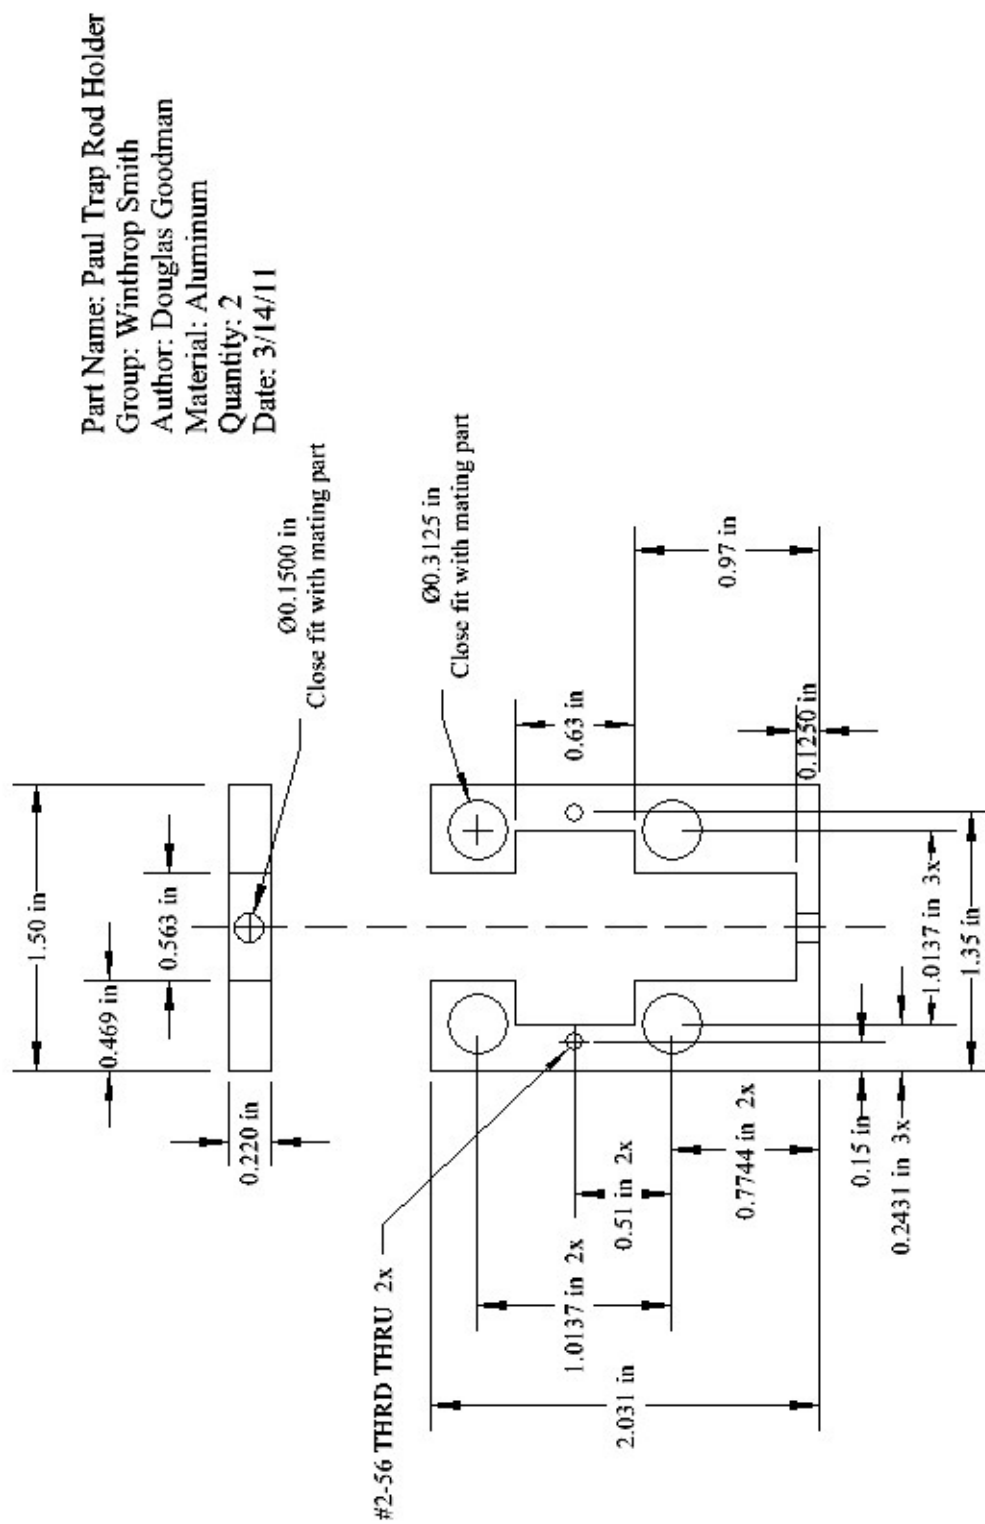 Part Name: Paul Trap Rod Holder
Group: Winthrop Smith
Author: Douglas Goodman
Material: Aluminum
Quantity: 2
Date: 3/14/11
1.50 in
0.563 in
0.469 in
0.220 in
Ø0.1500 in
Close fit with mating part
Ø0.3125 in
Close fit with mating part
0.63 in
0.97 in
0.1250 in
#2-56 THRD THRU 2x
2.031 in
1.0137 in 2x
0.51 in 2x
0.7744 in 2x
0.15 in
0.2431 in 3x
1.0137 in 3x
1.35 in